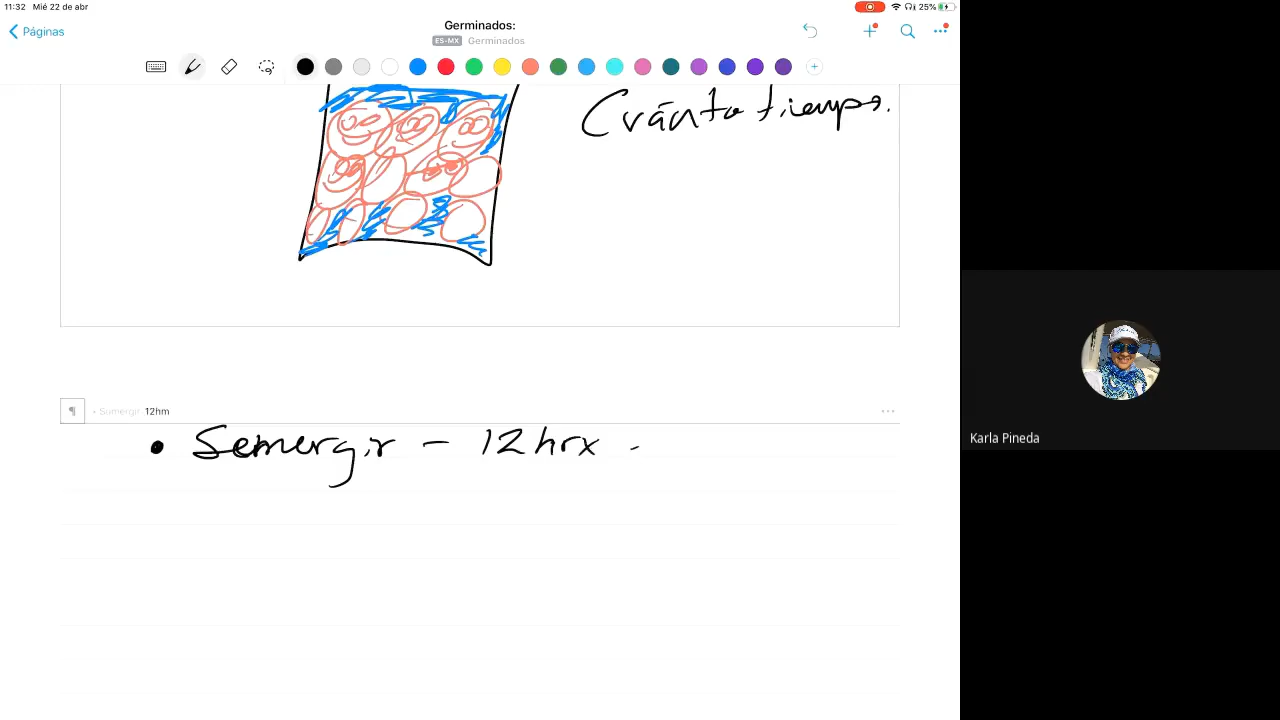 11:32 Mié 22 de abr
25%
Páginas
Germinados:
ES-MX Germinados
Cuánto tiempo.
• Sumergir 12hm
• Semergir - 12hrx -
Karla Pineda